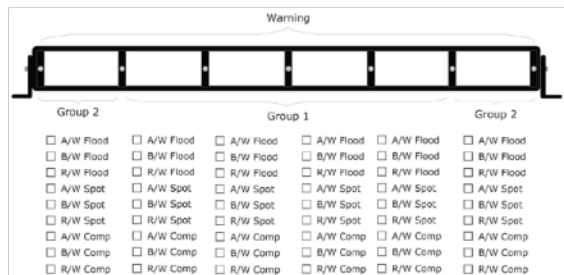 Warning
Group 2 Group 1 Group 2
☐ A/W Flood ☐ A/W Flood ☐ A/W Flood ☐ A/W Flood ☐ A/W Flood ☐ A/W Flood
☐ B/W Flood ☐ B/W Flood ☐ B/W Flood ☐ B/W Flood ☐ B/W Flood ☐ B/W Flood
☐ R/W Flood ☐ R/W Flood ☐ R/W Flood ☐ R/W Flood ☐ R/W Flood ☐ R/W Flood
☐ A/W Spot ☐ A/W Spot ☐ A/W Spot ☐ A/W Spot ☐ A/W Spot ☐ A/W Spot
☐ B/W Spot ☐ B/W Spot ☐ B/W Spot ☐ B/W Spot ☐ B/W Spot ☐ B/W Spot
☐ R/W Spot ☐ R/W Spot ☐ R/W Spot ☐ R/W Spot ☐ R/W Spot ☐ R/W Spot
☐ A/W Comp ☐ A/W Comp ☐ A/W Comp ☐ A/W Comp ☐ A/W Comp ☐ A/W Comp
☐ B/W Comp ☐ B/W Comp ☐ B/W Comp ☐ B/W Comp ☐ B/W Comp ☐ B/W Comp
☐ R/W Comp ☐ R/W Comp ☐ R/W Comp ☐ R/W Comp ☐ R/W Comp ☐ R/W Comp